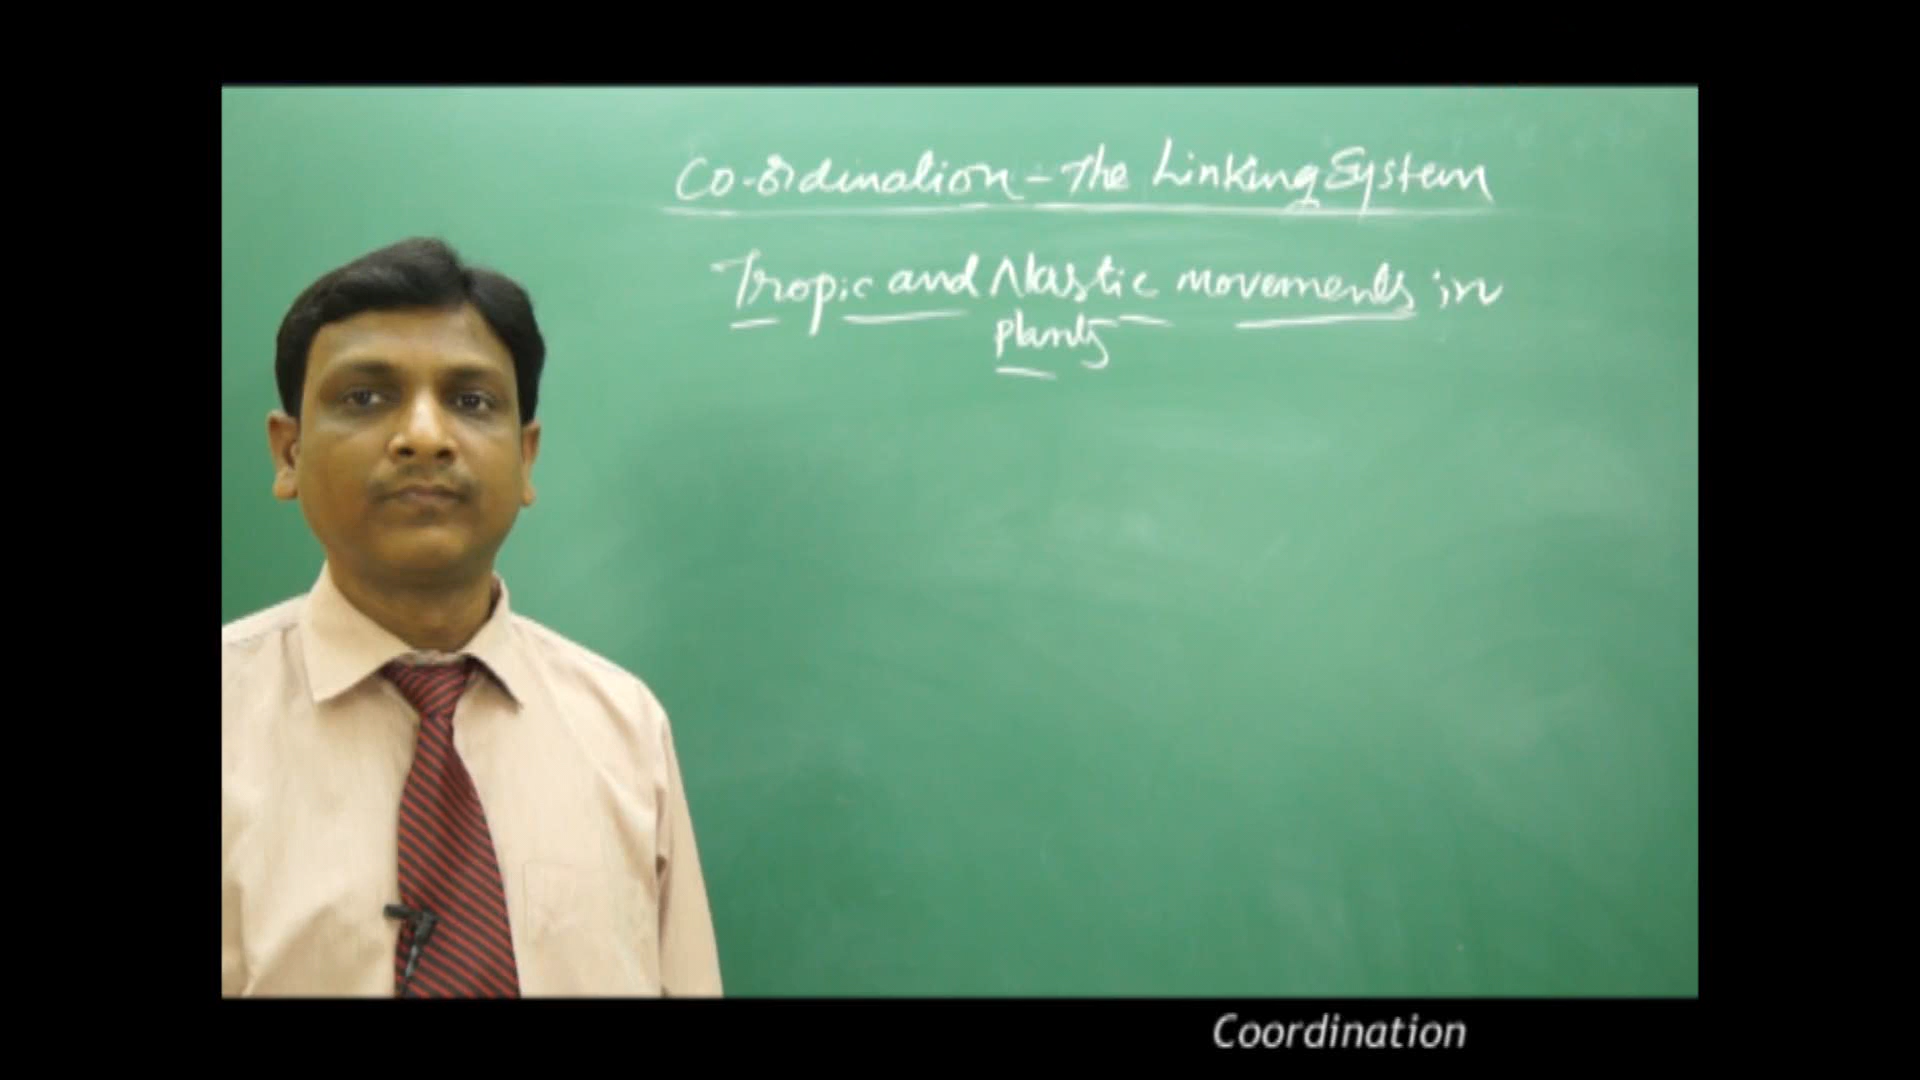 Co-ordination - The Linking System
Tropic and Nastic movements in
plants
Coordination